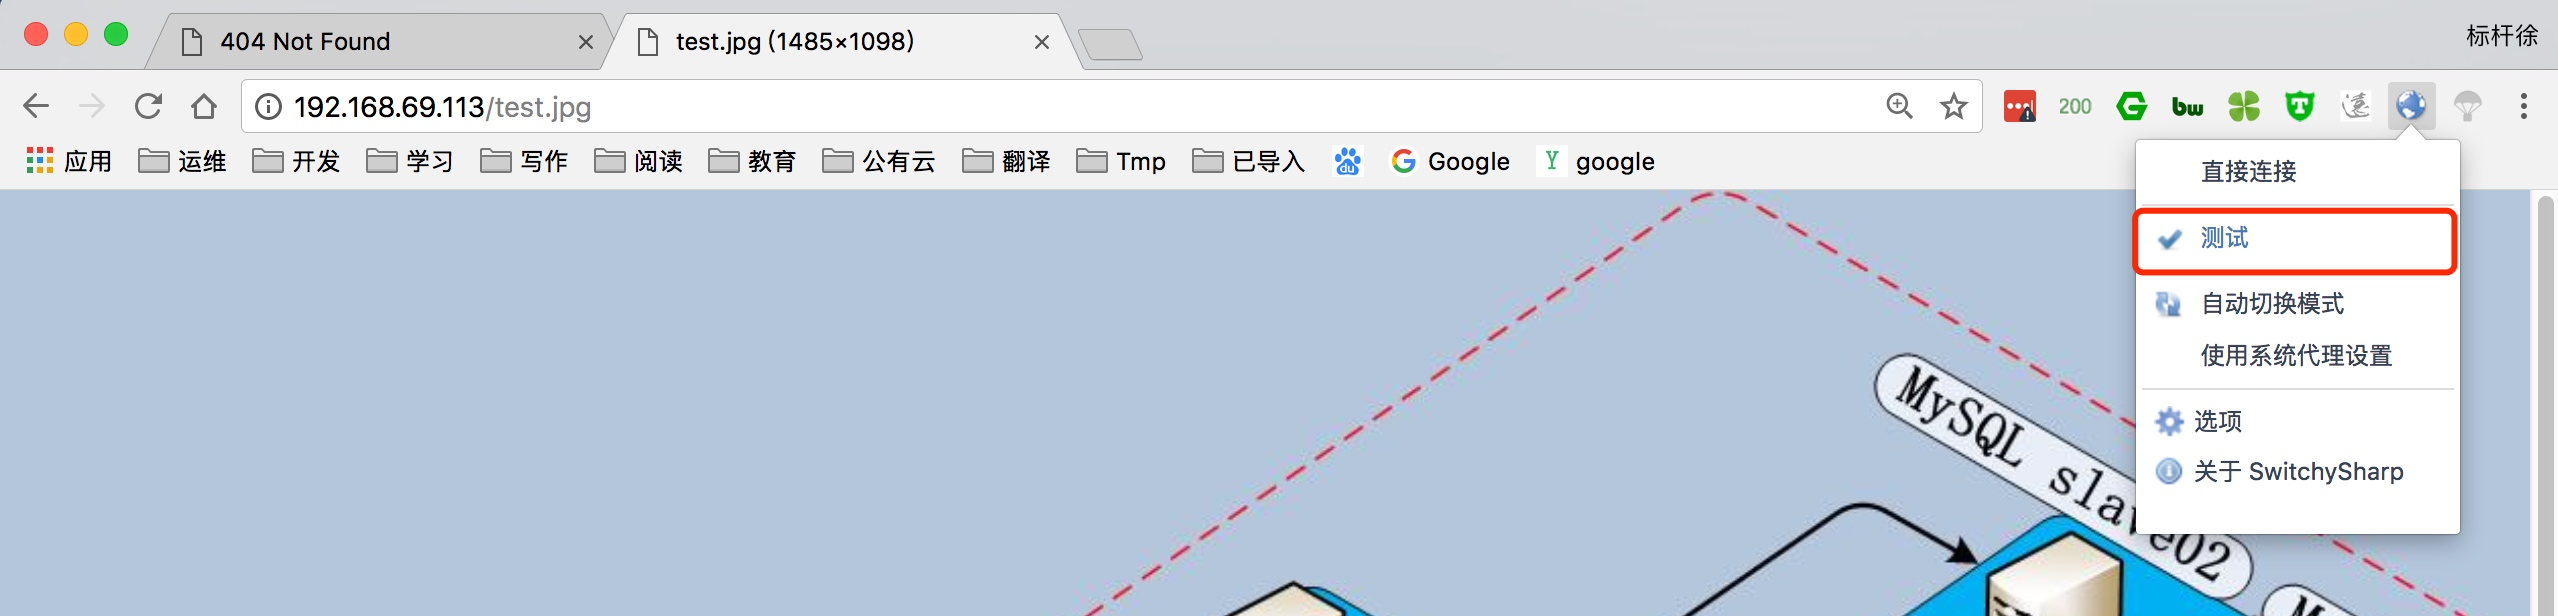 404 Not Found
test.jpg (1485×1098)
标杆徐
192.168.69.113/test.jpg
200
bw
应用
运维
开发
学习
写作
阅读
教育
公有云
翻译
Tmp
已导入
du
Google
google
直接连接
测试
自动切换模式
使用系统代理设置
选项
关于 SwitchySharp
MySQL slave02